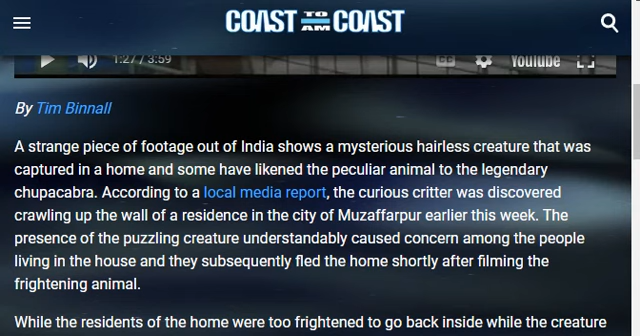 COAST TO AM COAST
1:27 / 3:59
CC
YouTube
By Tim Binnall
A strange piece of footage out of India shows a mysterious hairless creature that was
captured in a home and some have likened the peculiar animal to the legendary
chupacabra. According to a local media report, the curious critter was discovered
crawling up the wall of a residence in the city of Muzaffarpur earlier this week. The
presence of the puzzling creature understandably caused concern among the people
living in the house and they subsequently fled the home shortly after filming the
frightening animal.
While the residents of the home were too frightened to go back inside while the creature